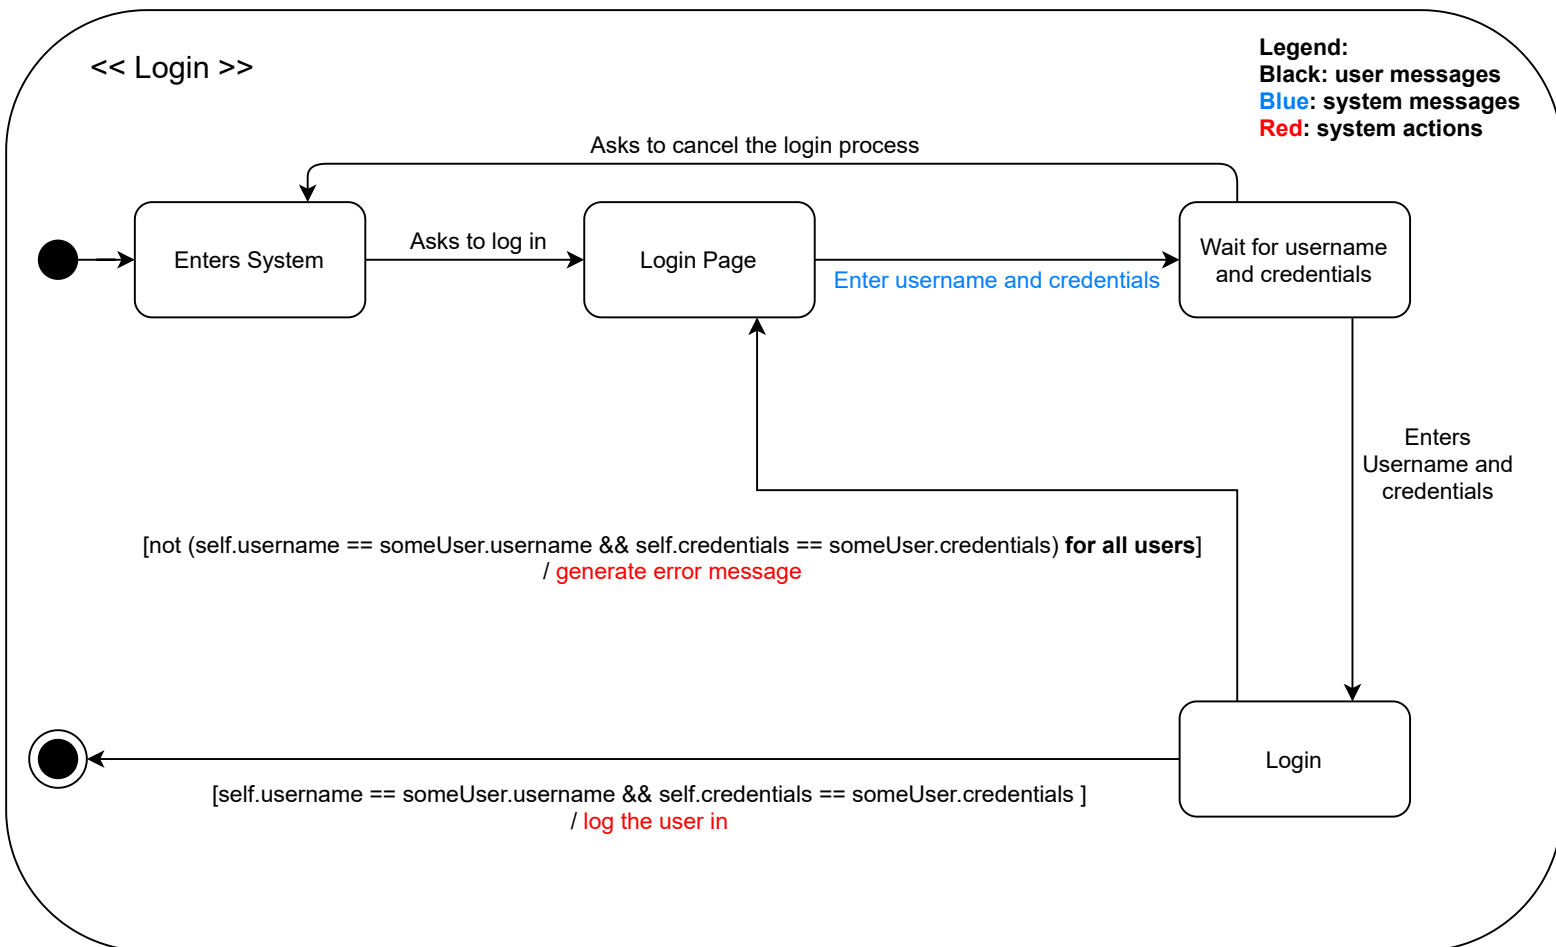 << Login >>
Legend:
Black: user messages
Blue: system messages
Red: system actions
Asks to cancel the login process
Enters System
Asks to log in
Login Page
Enter username and credentials
Wait for username
and credentials
Enters
Username and
credentials
[not (self.username == someUser.username && self.credentials == someUser.credentials) for all users]
/ generate error message
Login
[self.username == someUser.username && self.credentials == someUser.credentials ]
/ log the user in